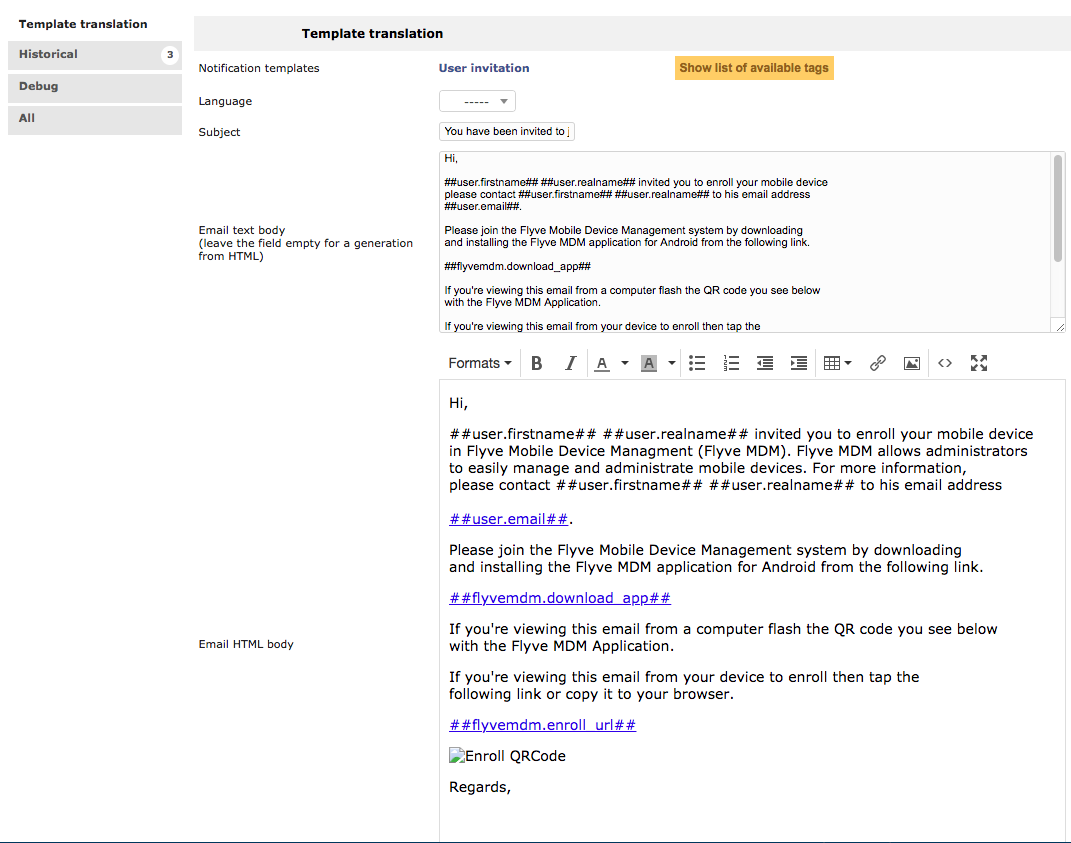 Template translation
Historical 3
Debug
All
Template translation
Notification templates
User invitation
Show list of available tags
Language
-----
Subject
You have been invited to j
Email text body
(leave the field empty for a generation
from HTML)
Hi,
##user.firstname## ##user.realname## invited you to enroll your mobile device
please contact ##user.firstname## ##user.realname## to his email address
##user.email##.
Please join the Flyve Mobile Device Management system by downloading
and installing the Flyve MDM application for Android from the following link.
##flyvemdm.download_app##
If you're viewing this email from a computer flash the QR code you see below
with the Flyve MDM Application.
If you're viewing this email from your device to enroll then tap the
Formats B I A A
Email HTML body
Hi,
##user.firstname## ##user.realname## invited you to enroll your mobile device
in Flyve Mobile Device Managment (Flyve MDM). Flyve MDM allows administrators
to easily manage and administrate mobile devices. For more information,
please contact ##user.firstname## ##user.realname## to his email address
##user.email##.
Please join the Flyve Mobile Device Management system by downloading
and installing the Flyve MDM application for Android from the following link.
##flyvemdm.download_app##
If you're viewing this email from a computer flash the QR code you see below
with the Flyve MDM Application.
If you're viewing this email from your device to enroll then tap the
following link or copy it to your browser.
##flyvemdm.enroll_url##
Enroll QRCode
Regards,